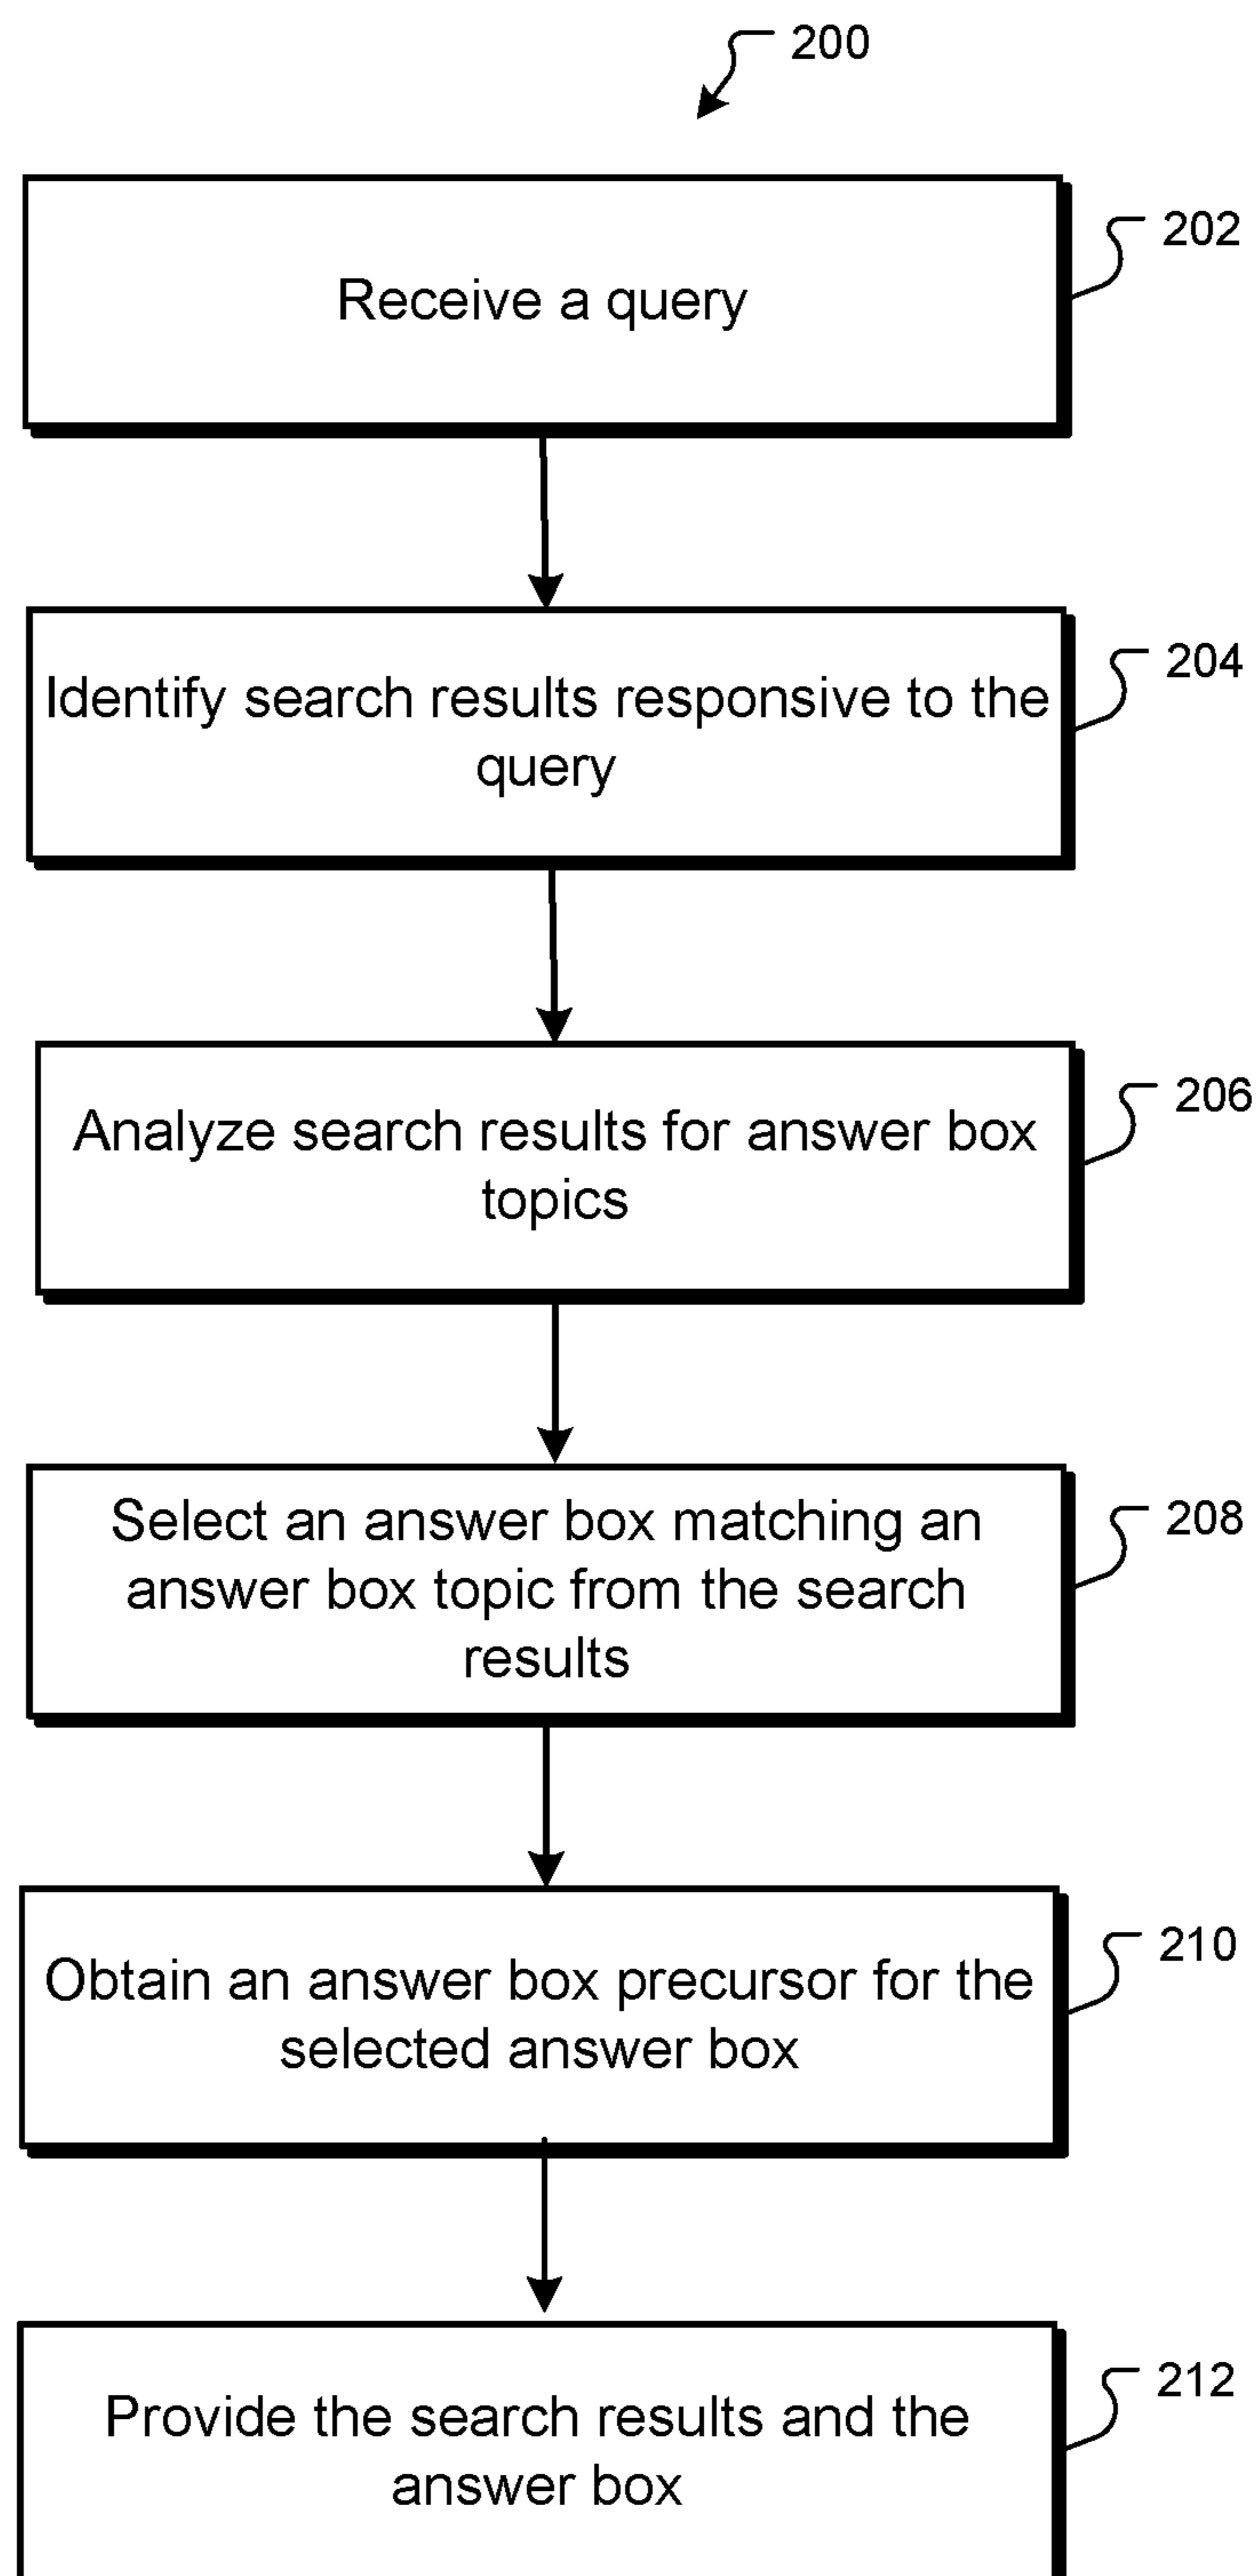 200
Receive a query
202
Identify search results responsive to the
query
204
Analyze search results for answer box
topics
206
Select an answer box matching an
answer box topic from the search
results
208
Obtain an answer box precursor for the
selected answer box
210
Provide the search results and the
answer box
212